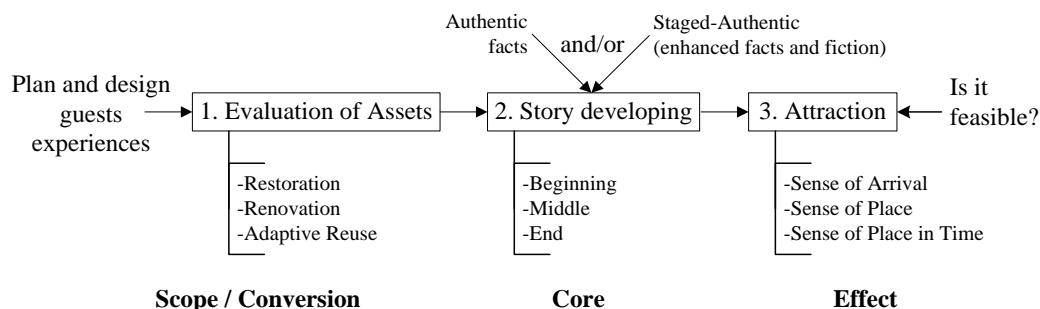 Authentic
facts
and/or
Staged-Authentic
(enhanced facts and fiction)
Plan and design
guests
experiences
1. Evaluation of Assets
2. Story developing
3. Attraction
Is it
feasible?
-Restoration
-Renovation
-Adaptive Reuse
-Beginning
-Middle
-End
-Sense of Arrival
-Sense of Place
-Sense of Place in Time
Scope / Conversion
Core
Effect